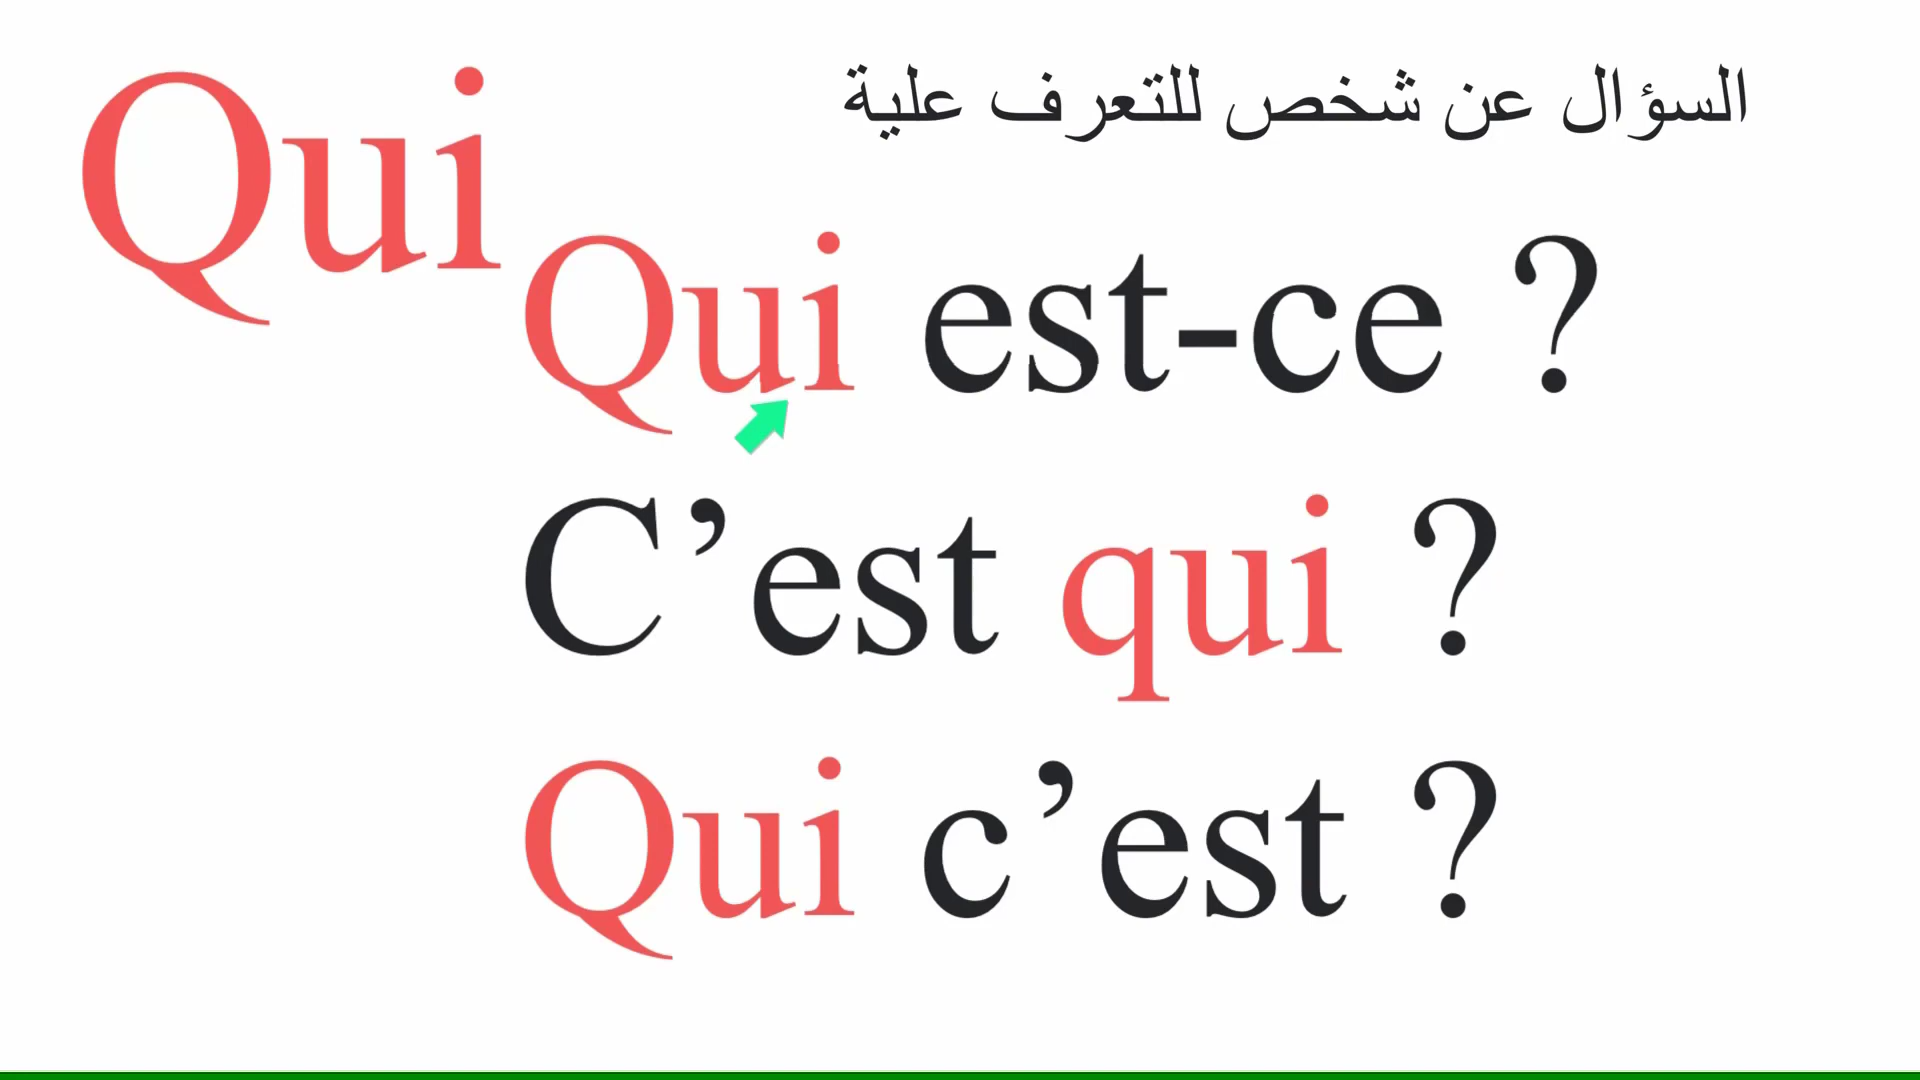 Qui
السؤال عن شخص للتعرف علية
Qui est-ce ?
C’est qui ?
Qui c’est ?